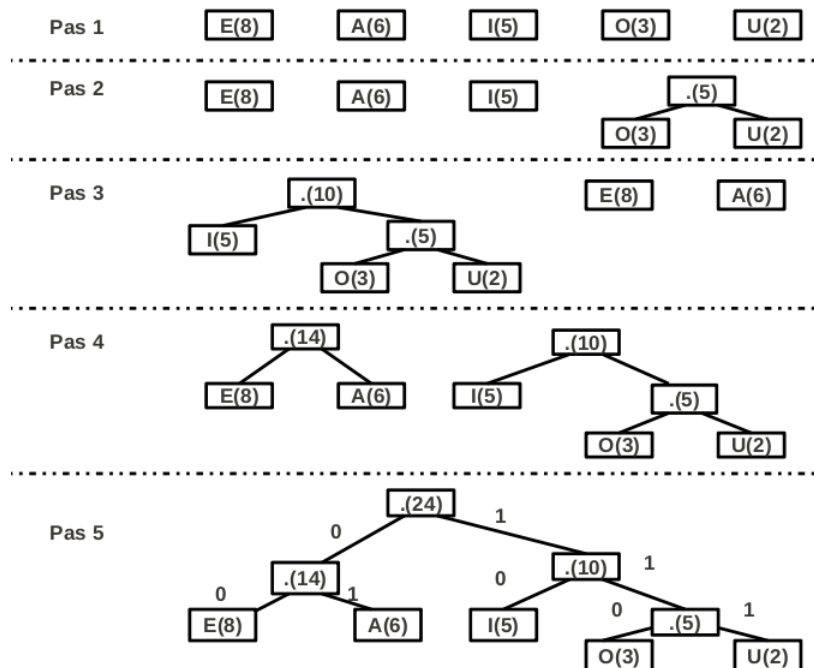 Pas 1 E(8) A(6) I(5) O(3) U(2)
Pas 2 E(8) A(6) I(5) .(5)
O(3) U(2)
Pas 3 .(10) E(8) A(6)
I(5) .(5)
O(3) U(2)
Pas 4 .(14) .(10)
E(8) A(6) I(5) .(5)
O(3) U(2)
.(24)
Pas 5 0 1
.(14) .(10)
0 1 0 1
E(8) A(6) I(5) .(5)
0 1
O(3) U(2)